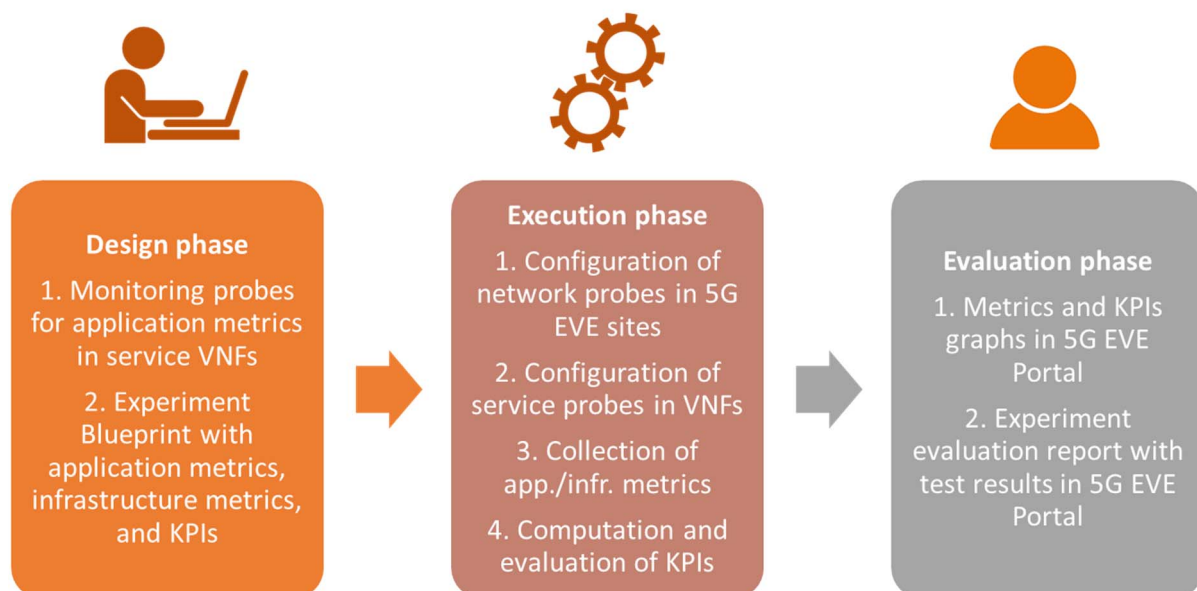 Design phase
1. Monitoring probes
for application metrics
in service VNFs
2. Experiment
Blueprint with
application metrics,
infrastructure metrics,
and KPIs
Execution phase
1. Configuration of
network probes in 5G
EVE sites
2. Configuration of
service probes in VNFs
3. Collection of
app./infr. metrics
4. Computation and
evaluation of KPIs
Evaluation phase
1. Metrics and KPIs
graphs in 5G EVE
Portal
2. Experiment
evaluation report with
test results in 5G EVE
Portal